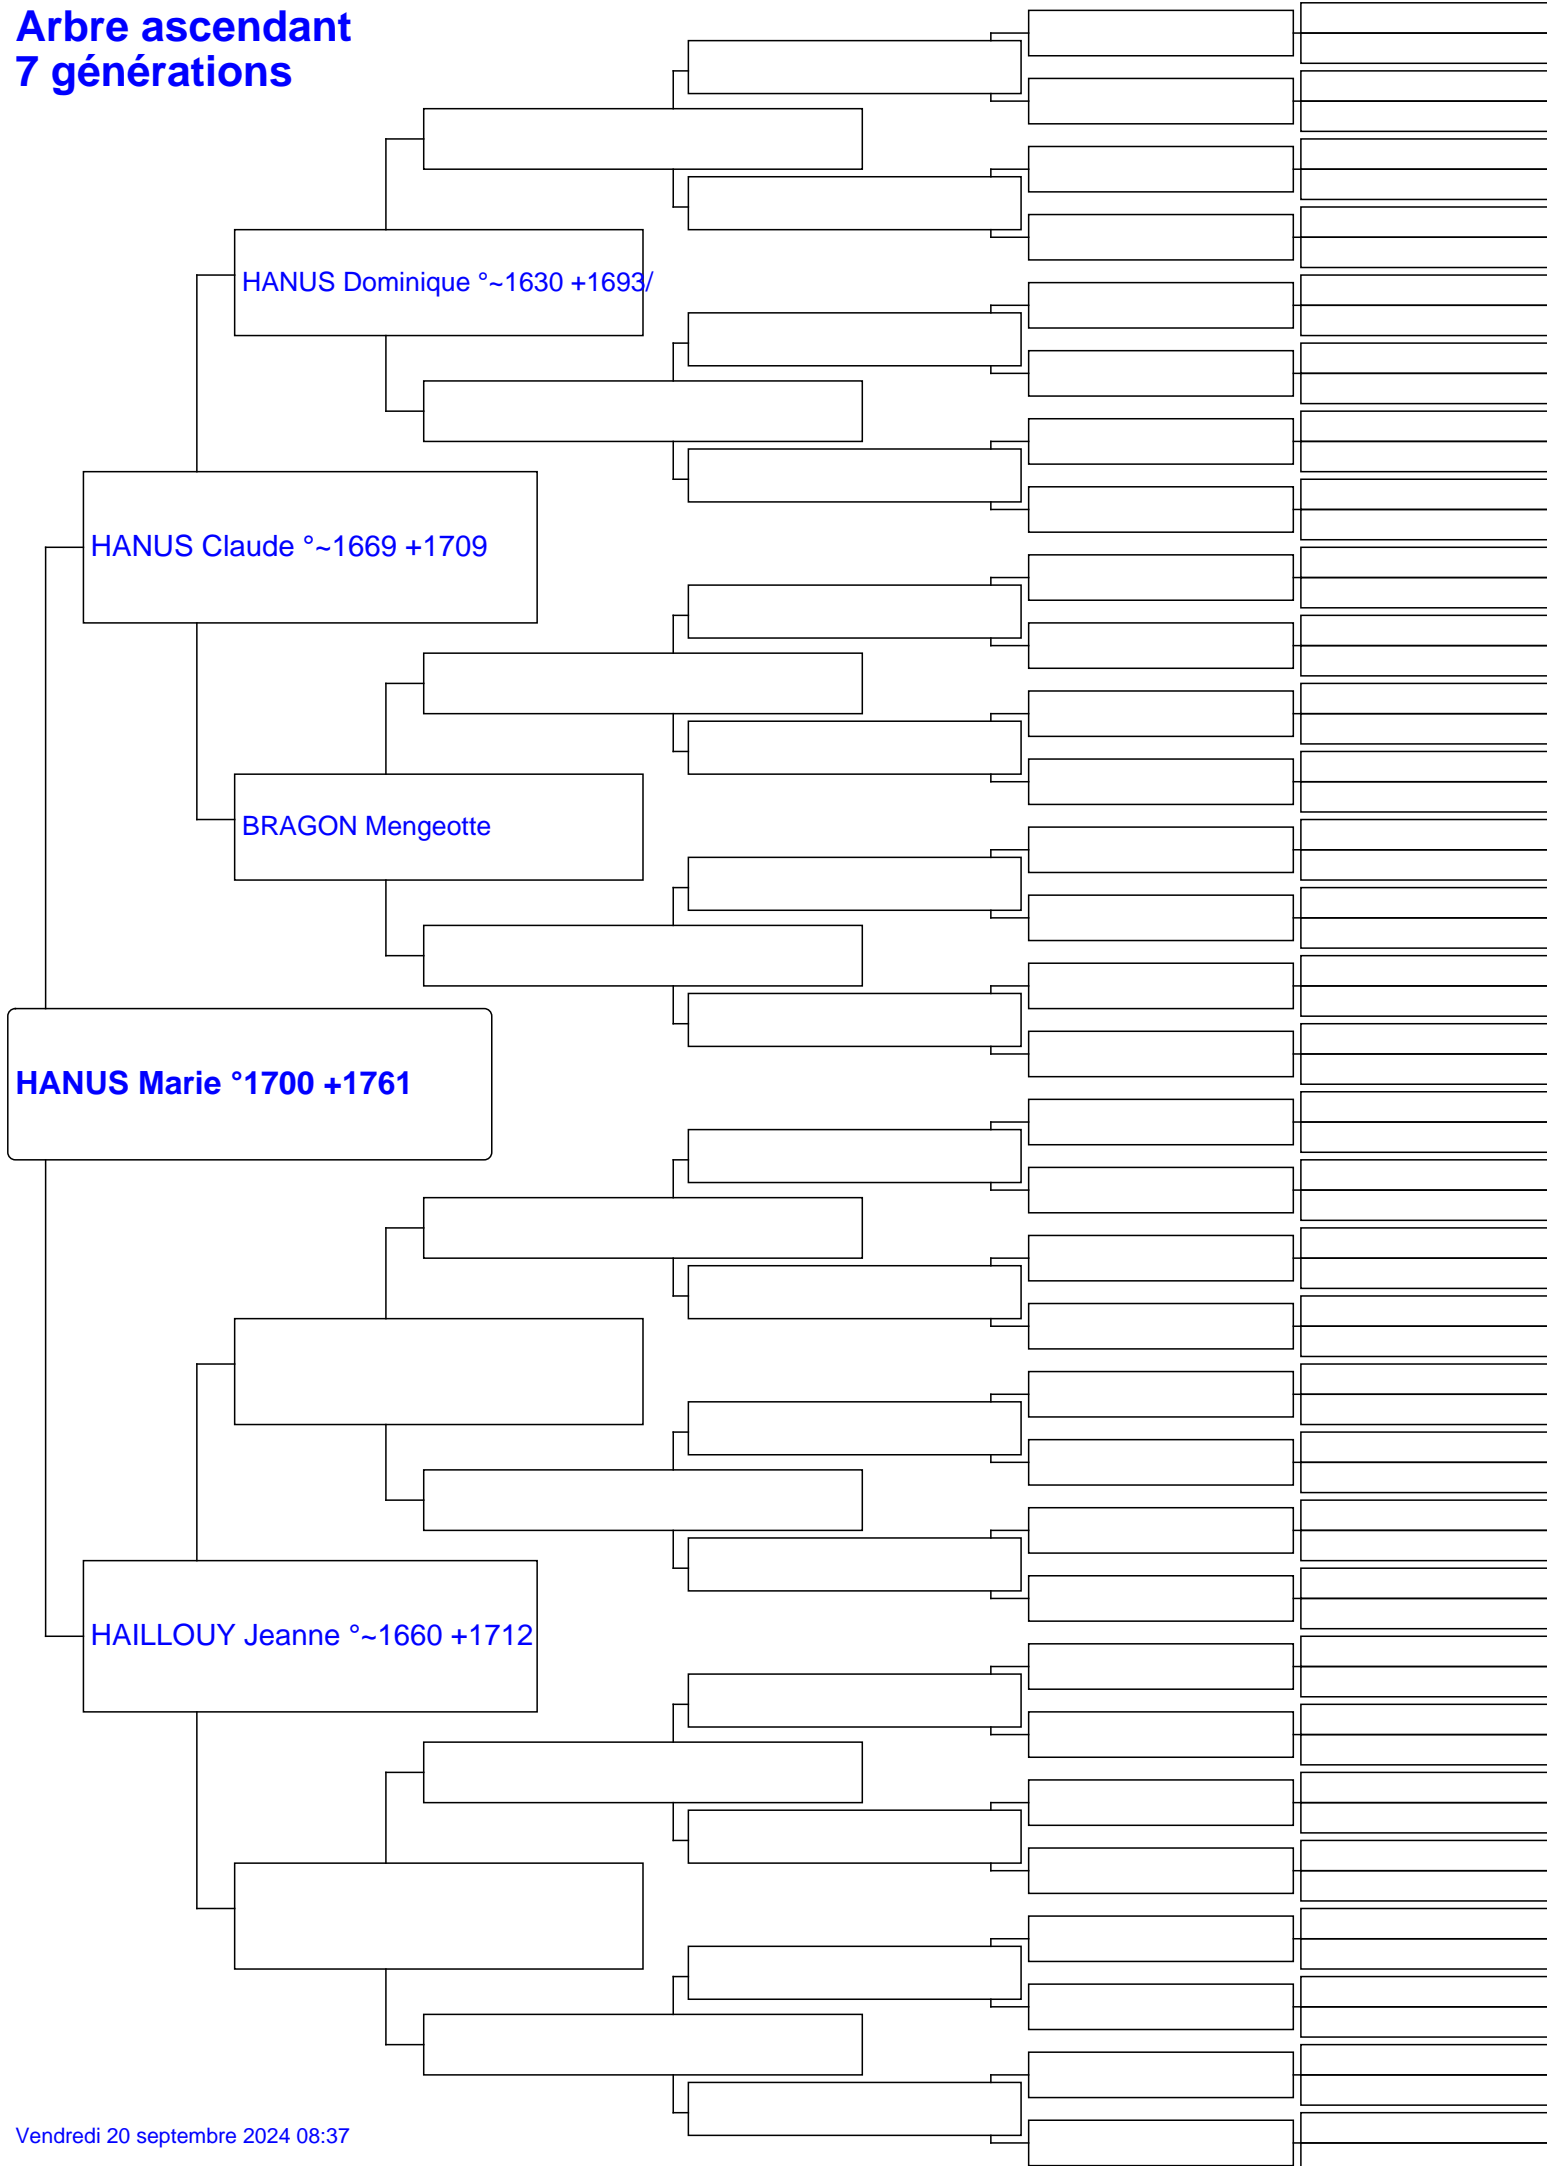 Arbre ascendant
7 générations
HANUS Dominique °~1630 +1693/
HANUS Claude °~1669 +1709
BRAGON Mengeotte
HANUS Marie °1700 +1761
HAILLOUY Jeanne °~1660 +1712
Vendredi 20 septembre 2024 08:37